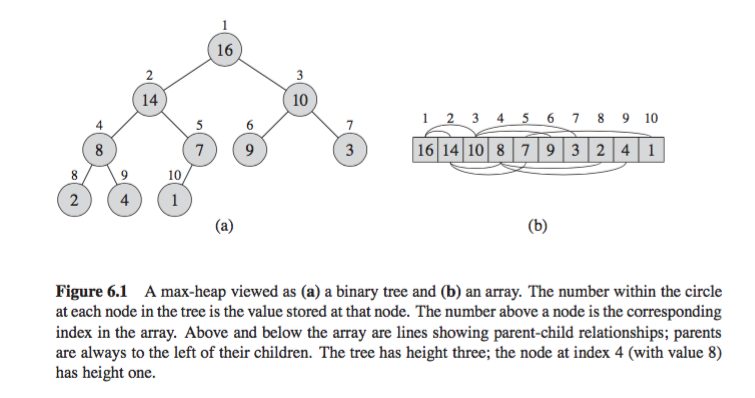 1
16
2 3
14 10
4 5 6 7
8 7 9 3
8 9 10
2 4 1
(a)
1 2 3 4 5 6 7 8 9 10
16 14 10 8 7 9 3 2 4 1
(b)
Figure 6.1 A max-heap viewed as (a) a binary tree and (b) an array. The number within the circle
at each node in the tree is the value stored at that node. The number above a node is the corresponding
index in the array. Above and below the array are lines showing parent-child relationships; parents
are always to the left of their children. The tree has height three; the node at index 4 (with value 8)
has height one.